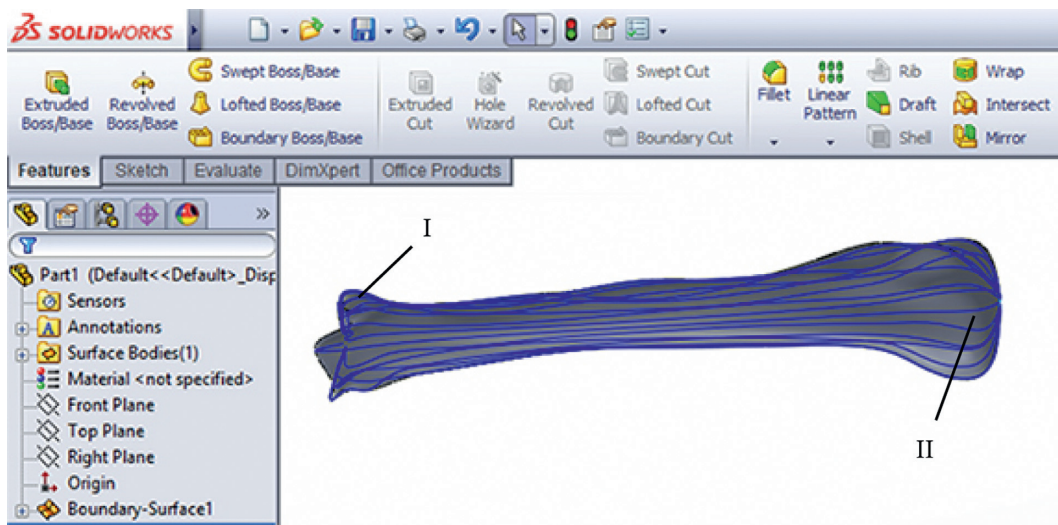 SOLIDWORKS
Extruded Boss/Base
Revolved Boss/Base
Swept Boss/Base
Lofted Boss/Base
Boundary Boss/Base
Extruded Cut
Hole Wizard
Revolved Cut
Swept Cut
Lofted Cut
Boundary Cut
Fillet
Linear Pattern
Rib
Draft
Shell
Wrap
Intersect
Mirror
Features Sketch Evaluate DimXpert Office Products
»
Part1 (Default<<Default>_Disp
Sensors
Annotations
Surface Bodies(1)
Material <not specified>
Front Plane
Top Plane
Right Plane
Origin
Boundary-Surface1
I
II